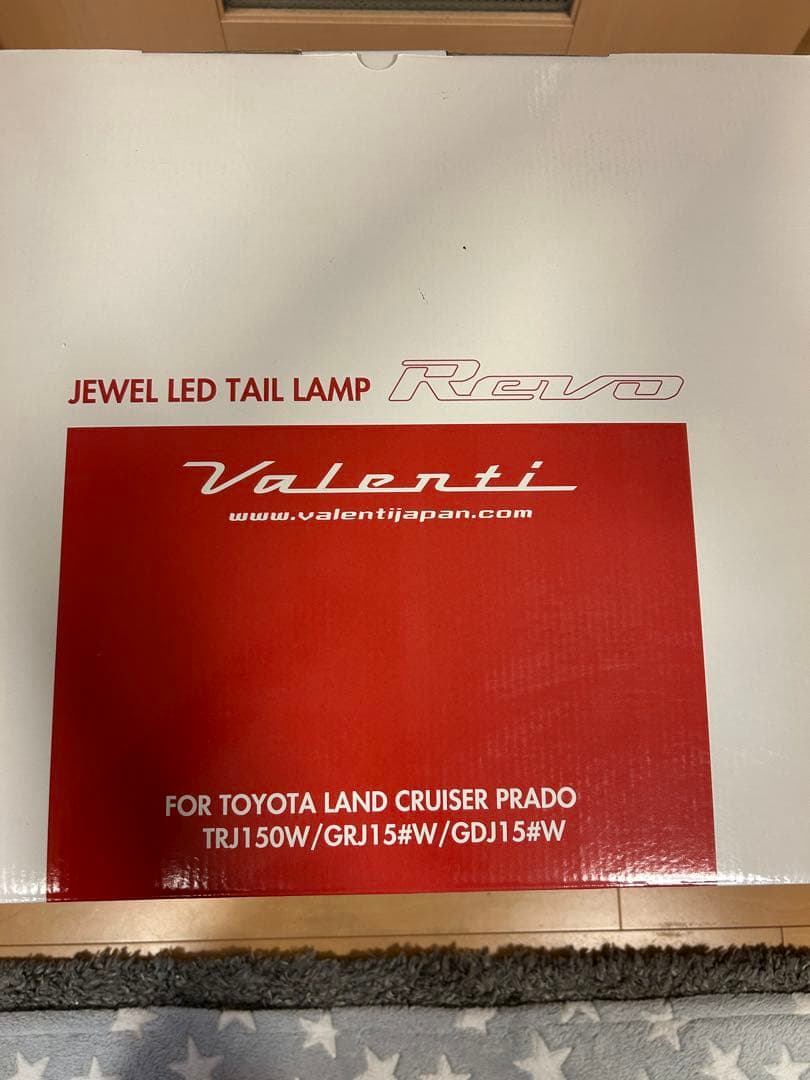 JEWEL LED TAIL LAMP Revo
Valenti
www.valentijapan.com
FOR TOYOTA LAND CRUISER PRADO
TRJ150W/GRJ15#W/GDJ15#W